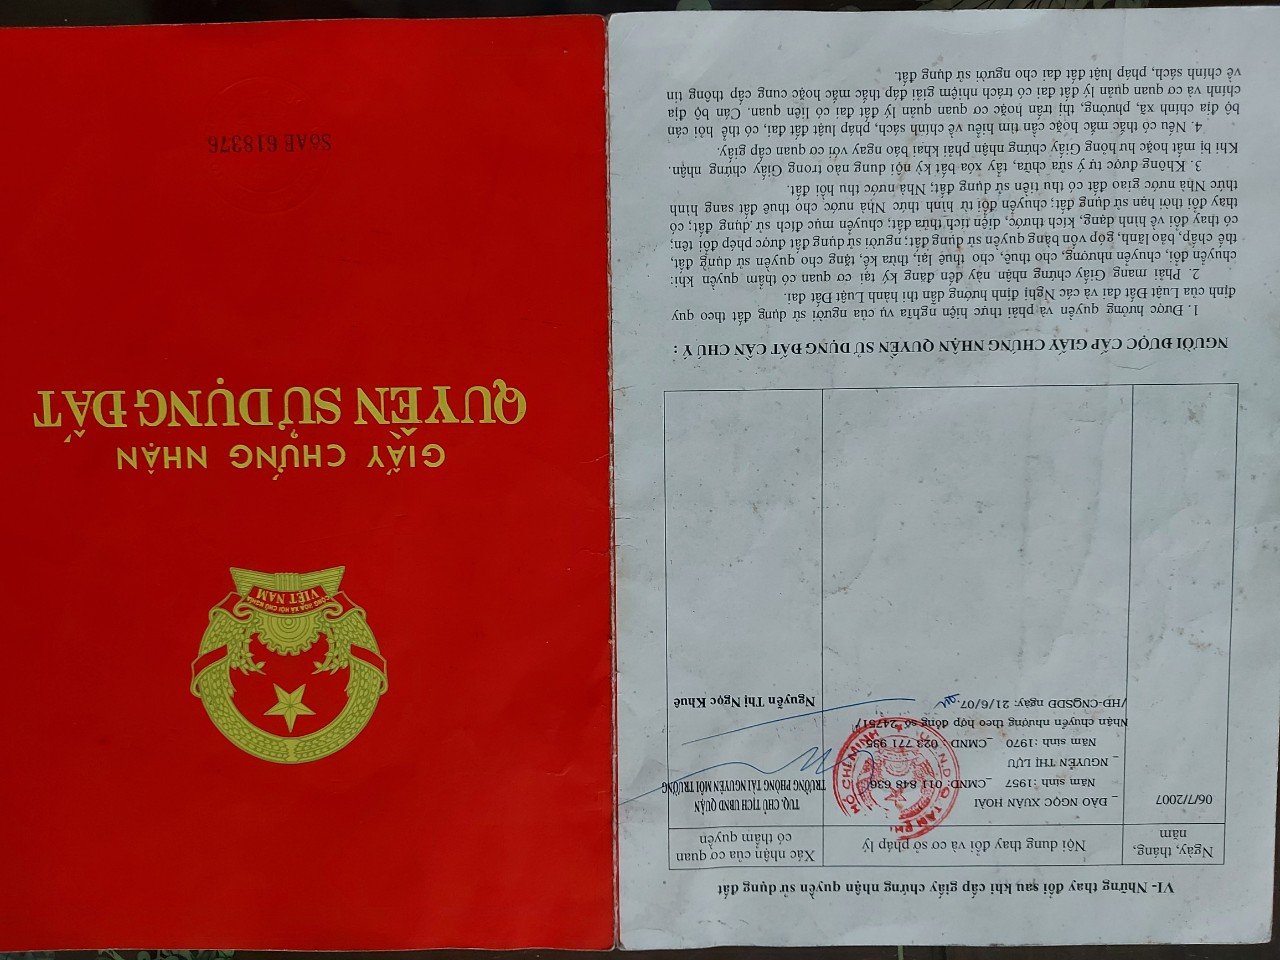 CỘNG HÒA XÃ HỘI CHỦ NGHĨA
VIỆT NAM
GIẤY CHỨNG NHẬN
QUYỀN SỬ DỤNG ĐẤT
SốAE 618376
VI- Những thay đổi sau khi cấp giấy chứng nhận quyền sử dụng đất
Ngày, tháng, năm
Nội dung thay đổi và cơ sở pháp lý
Xác nhận của cơ quan
có thẩm quyền
06/7/2007
_ ĐÀO NGỌC XUÂN HOÀI
Năm sinh: 1957 _CMND: 011 848 636
_ NGUYỄN THỊ LỰU
Năm sinh: 1970 _CMND: 023 771 995
Nhận chuyển nhượng theo hợp đồng số 24751/
/HĐ-CNQSDĐ ngày: 21/6/07.
TUQ. CHỦ TỊCH UBND QUẬN
TRƯỞNG PHÒNG TÀI NGUYÊN MÔI TRƯỜNG
Nguyễn Thị Ngọc Khuê
U.B.N.D.Q. TÂN PHÚ
HỒ CHÍ MINH
NGƯỜI ĐƯỢC CẤP GIẤY CHỨNG NHẬN QUYỀN SỬ DỤNG ĐẤT CẦN CHÚ Ý :
1. Được hưởng quyền và phải thực hiện nghĩa vụ của người sử dụng đất theo quy
định của Luật Đất đai và các Nghị định hướng dẫn thi hành Luật Đất đai.
2. Phải mang Giấy chứng nhận này đến đăng ký tại cơ quan có thẩm quyền khi:
chuyển đổi, chuyển nhượng, cho thuê, cho thuê lại, thừa kế, tặng cho quyền sử dụng đất,
thế chấp, bảo lãnh, góp vốn bằng quyền sử dụng đất; người sử dụng đất được phép đổi tên;
có thay đổi về hình dạng, kích thước, diện tích thửa đất; chuyển mục đích sử dụng đất; có
thay đổi thời hạn sử dụng đất; chuyển đổi từ hình thức Nhà nước cho thuê đất sang hình
thức Nhà nước giao đất có thu tiền sử dụng đất; Nhà nước thu hồi đất.
3. Không được tự ý sửa chữa, tẩy xóa bất kỳ nội dung nào trong Giấy chứng nhận.
Khi bị mất hoặc hư hỏng Giấy chứng nhận phải khai báo ngay với cơ quan cấp giấy.
4. Nếu có thắc mắc hoặc cần tìm hiểu về chính sách, pháp luật đất đai, có thể hỏi cán
bộ địa chính xã, phường, thị trấn hoặc cơ quan quản lý đất đai có liên quan. Cán bộ địa
chính và cơ quan quản lý đất đai có trách nhiệm giải đáp thắc mắc hoặc cung cấp thông tin
về chính sách, pháp luật đất đai cho người sử dụng đất.